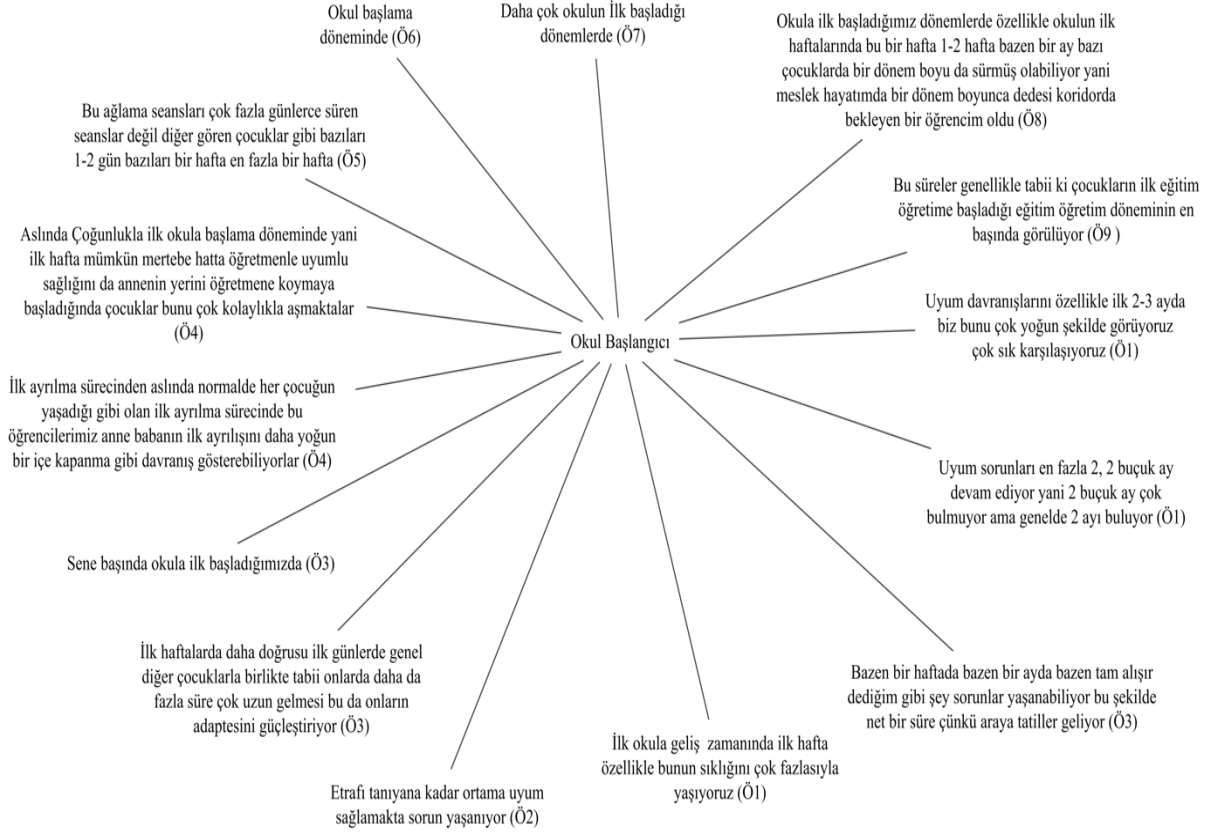 Okul başlama
döneminde (Ö6)
Daha çok okulun İlk başladığı
dönemlerde (Ö7)
Okula ilk başladığımız dönemlerde özellikle okulun ilk
haftalarında bu bir hafta 1-2 hafta bazen bir ay bazı
çocuklarda bir dönem boyu da sürmüş olabiliyor yani
meslek hayatımda bir dönem boyunca dedesi koridorda
bekleyen bir öğrencim oldu (Ö8)
Bu ağlama seansları çok fazla günlerce süren
seanslar değil diğer gören çocuklar gibi bazıları
1-2 gün bazıları bir hafta en fazla bir hafta (Ö5)
Bu süreler genellikle tabii ki çocukların ilk eğitim
öğretime başladığı eğitim öğretim döneminin en
başında görülüyor (Ö9 )
Aslında Çoğunlukla ilk okula başlama döneminde yani
ilk hafta mümkün mertebe hatta öğretmenle uyumlu
sağlığını da annenin yerini öğretmene koymaya
başladığında çocuklar bunu çok kolaylıkla aşmaktalar
(Ö4)
Uyum davranışlarını özellikle ilk 2-3 ayda
biz bunu çok yoğun şekilde görüyoruz
çok sık karşılaşıyoruz (Ö1)
Okul Başlangıcı
İlk ayrılma sürecinden aslında normalde her çocuğun
yaşadığı gibi olan ilk ayrılma sürecinde bu
öğrencilerimiz anne babanın ilk ayrılışını daha yoğun
bir içe kapanma gibi davranış gösterebiliyorlar (Ö4)
Uyum sorunları en fazla 2, 2 buçuk ay
devam ediyor yani 2 buçuk ay çok
bulmuyor ama genelde 2 ayı buluyor (Ö1)
Sene başında okula ilk başladığımızda (Ö3)
İlk haftalarda daha doğrusu ilk günlerde genel
diğer çocuklarla birlikte tabii onlarda daha da
fazla süre çok uzun gelmesi bu da onların
adaptesini güçleştiriyor (Ö3)
Bazen bir haftada bazen bir ayda bazen tam alışır
dediğim gibi şey sorunlar yaşanabiliyor bu şekilde
net bir süre çünkü araya tatiller geliyor (Ö3)
İlk okula geliş zamanında ilk hafta
özellikle bunun sıklığını çok fazlasıyla
yaşıyoruz (Ö1)
Etrafı tanıyana kadar ortama uyum
sağlamakta sorun yaşanıyor (Ö2)